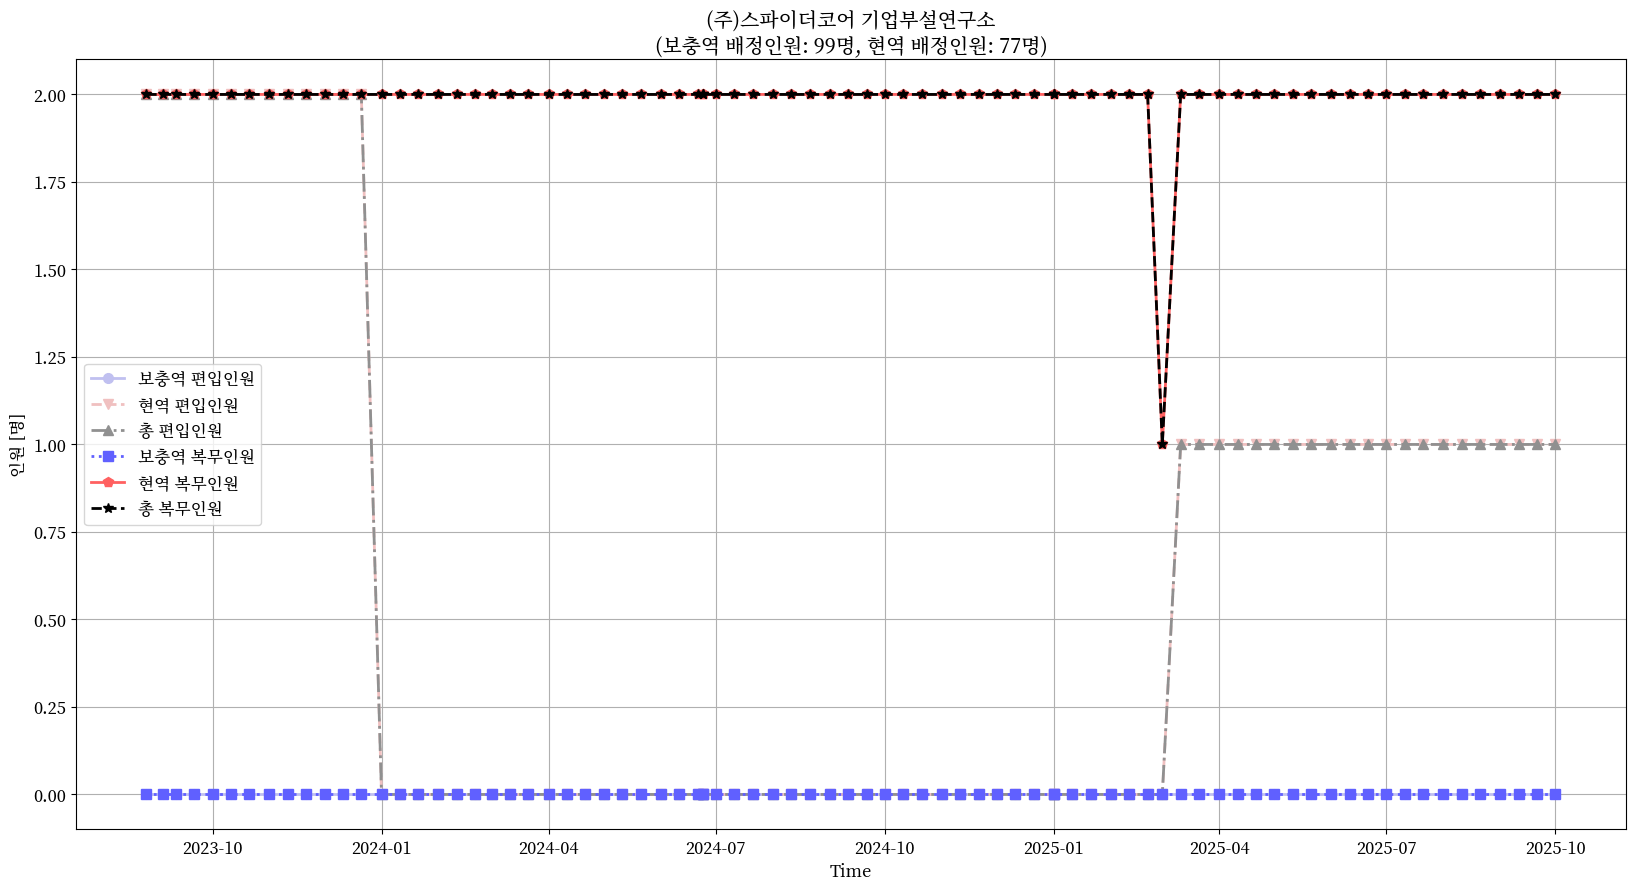 (주)스파이더코어 기업부설연구소
(보충역 배정인원: 99명, 현역 배정인원: 77명)
2.00
1.75
1.50
1.25
1.00
0.75
0.50
0.25
0.00
인원 [명]
보충역 편입인원
현역 편입인원
총 편입인원
보충역 복무인원
현역 복무인원
총 복무인원
2023-10
2024-01
2024-04
2024-07
2024-10
2025-01
2025-04
2025-07
2025-10
Time